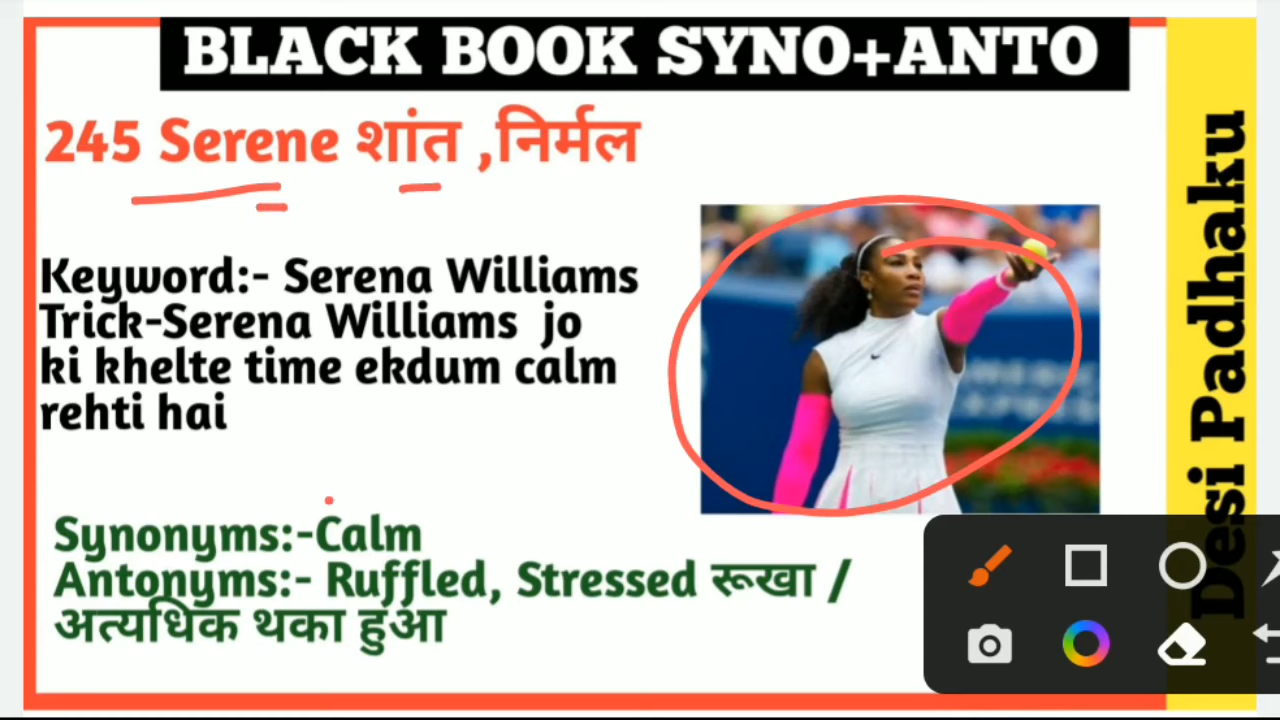 BLACK BOOK SYNO+ANTO
245 Serene शांत ,निर्मल
Keyword:- Serena Williams
Trick-Serena Williams jo
ki khelte time ekdum calm
rehti hai
Synonyms:-Calm
Antonyms:- Ruffled, Stressed रूखा /
अत्यधिक थका हुआ
Desi Padhaku